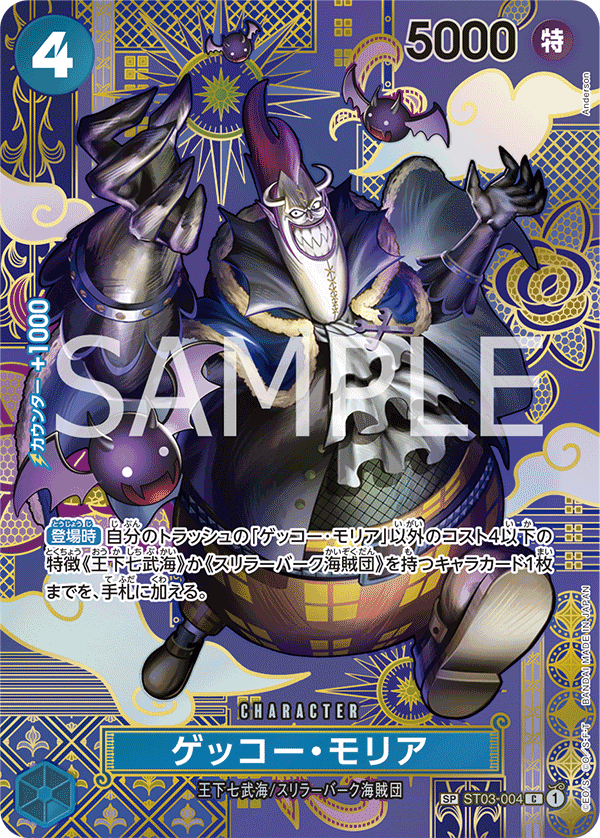 4
5000
特
Anderson
カウンター +1000
SAMPLE
登場時 自分のトラッシュの「ゲッコー・モリア」以外のコスト4以下の
特徴《王下七武海》か《スリラーバーク海賊団》を持つキャラカード1枚
までを、手札に加える。
CHARACTER
ゲッコー・モリア
王下七武海/スリラーバーク海賊団
SP ST03-004 C 1
BANDAI MADE IN JAPAN